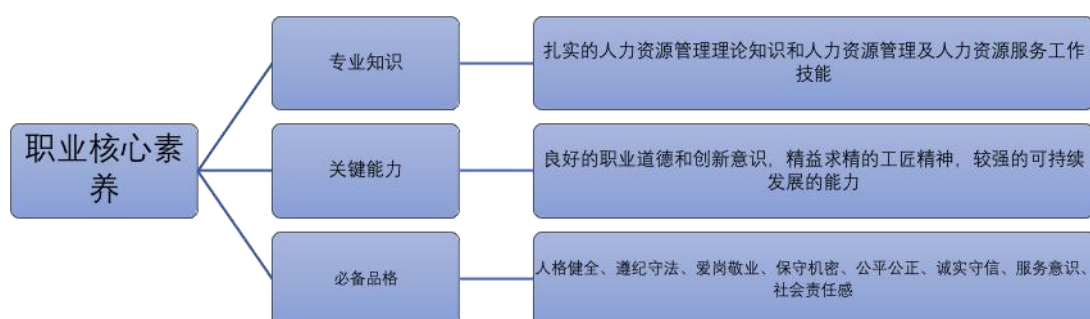 职业核心素
养
专业知识
扎实的人力资源管理理论知识和人力资源管理及人力资源服务工作
技能
关键能力
良好的职业道德和创新意识，精益求精的工匠精神，较强的可持续
发展的能力
必备品格
人格健全、遵纪守法、爱岗敬业、保守机密、公平公正、诚实守信、服务意识、
社会责任感